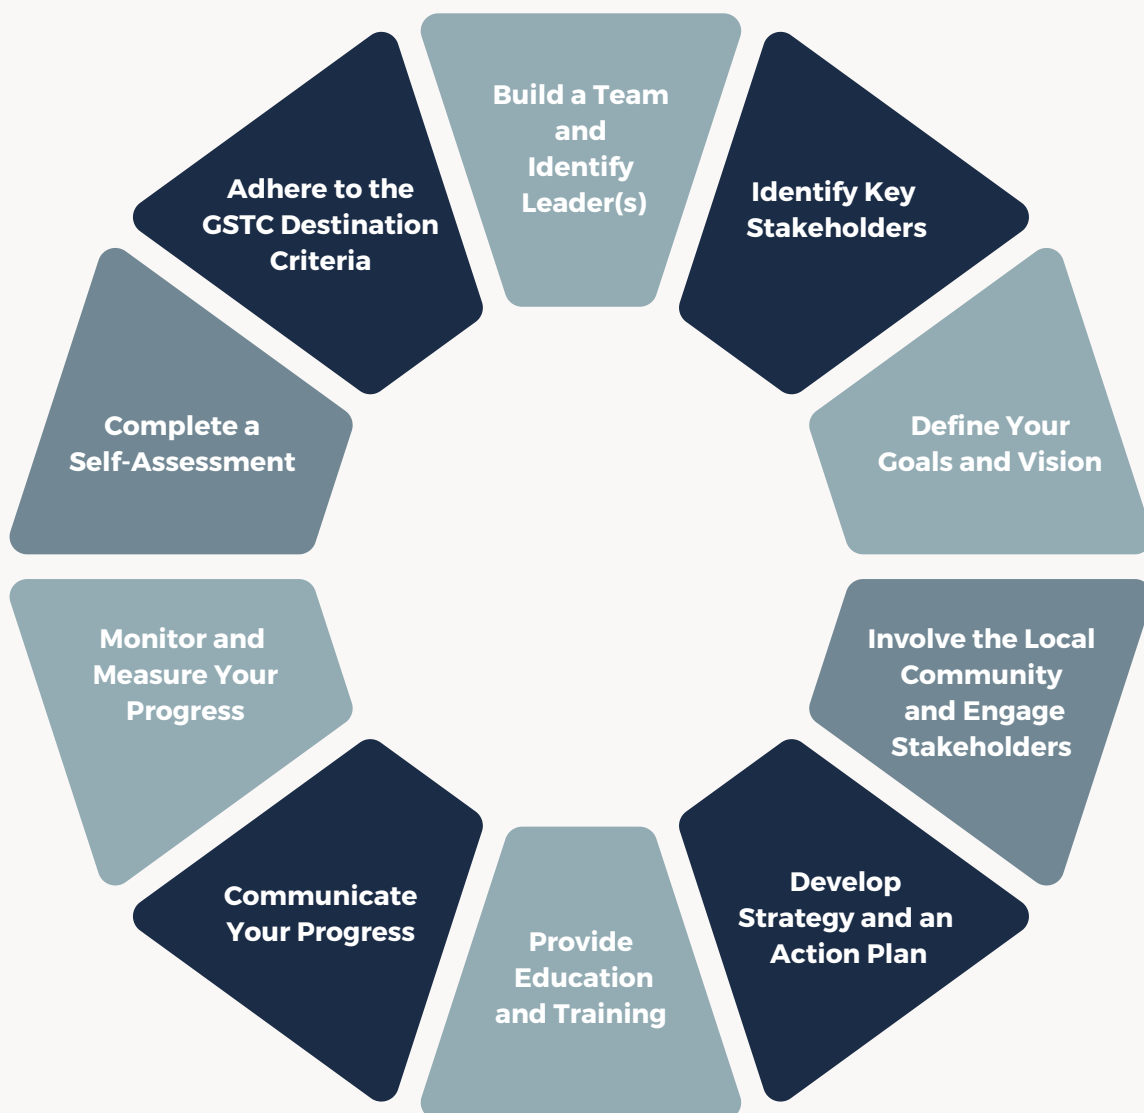 Build a Team
and
Identify
Leader(s)
Identify Key
Stakeholders
Define Your
Goals and Vision
Involve the Local
Community
and Engage
Stakeholders
Develop
Strategy and an
Action Plan
Provide
Education
and Training
Communicate
Your Progress
Monitor and
Measure Your
Progress
Complete a
Self-Assessment
Adhere to the
GSTC Destination
Criteria